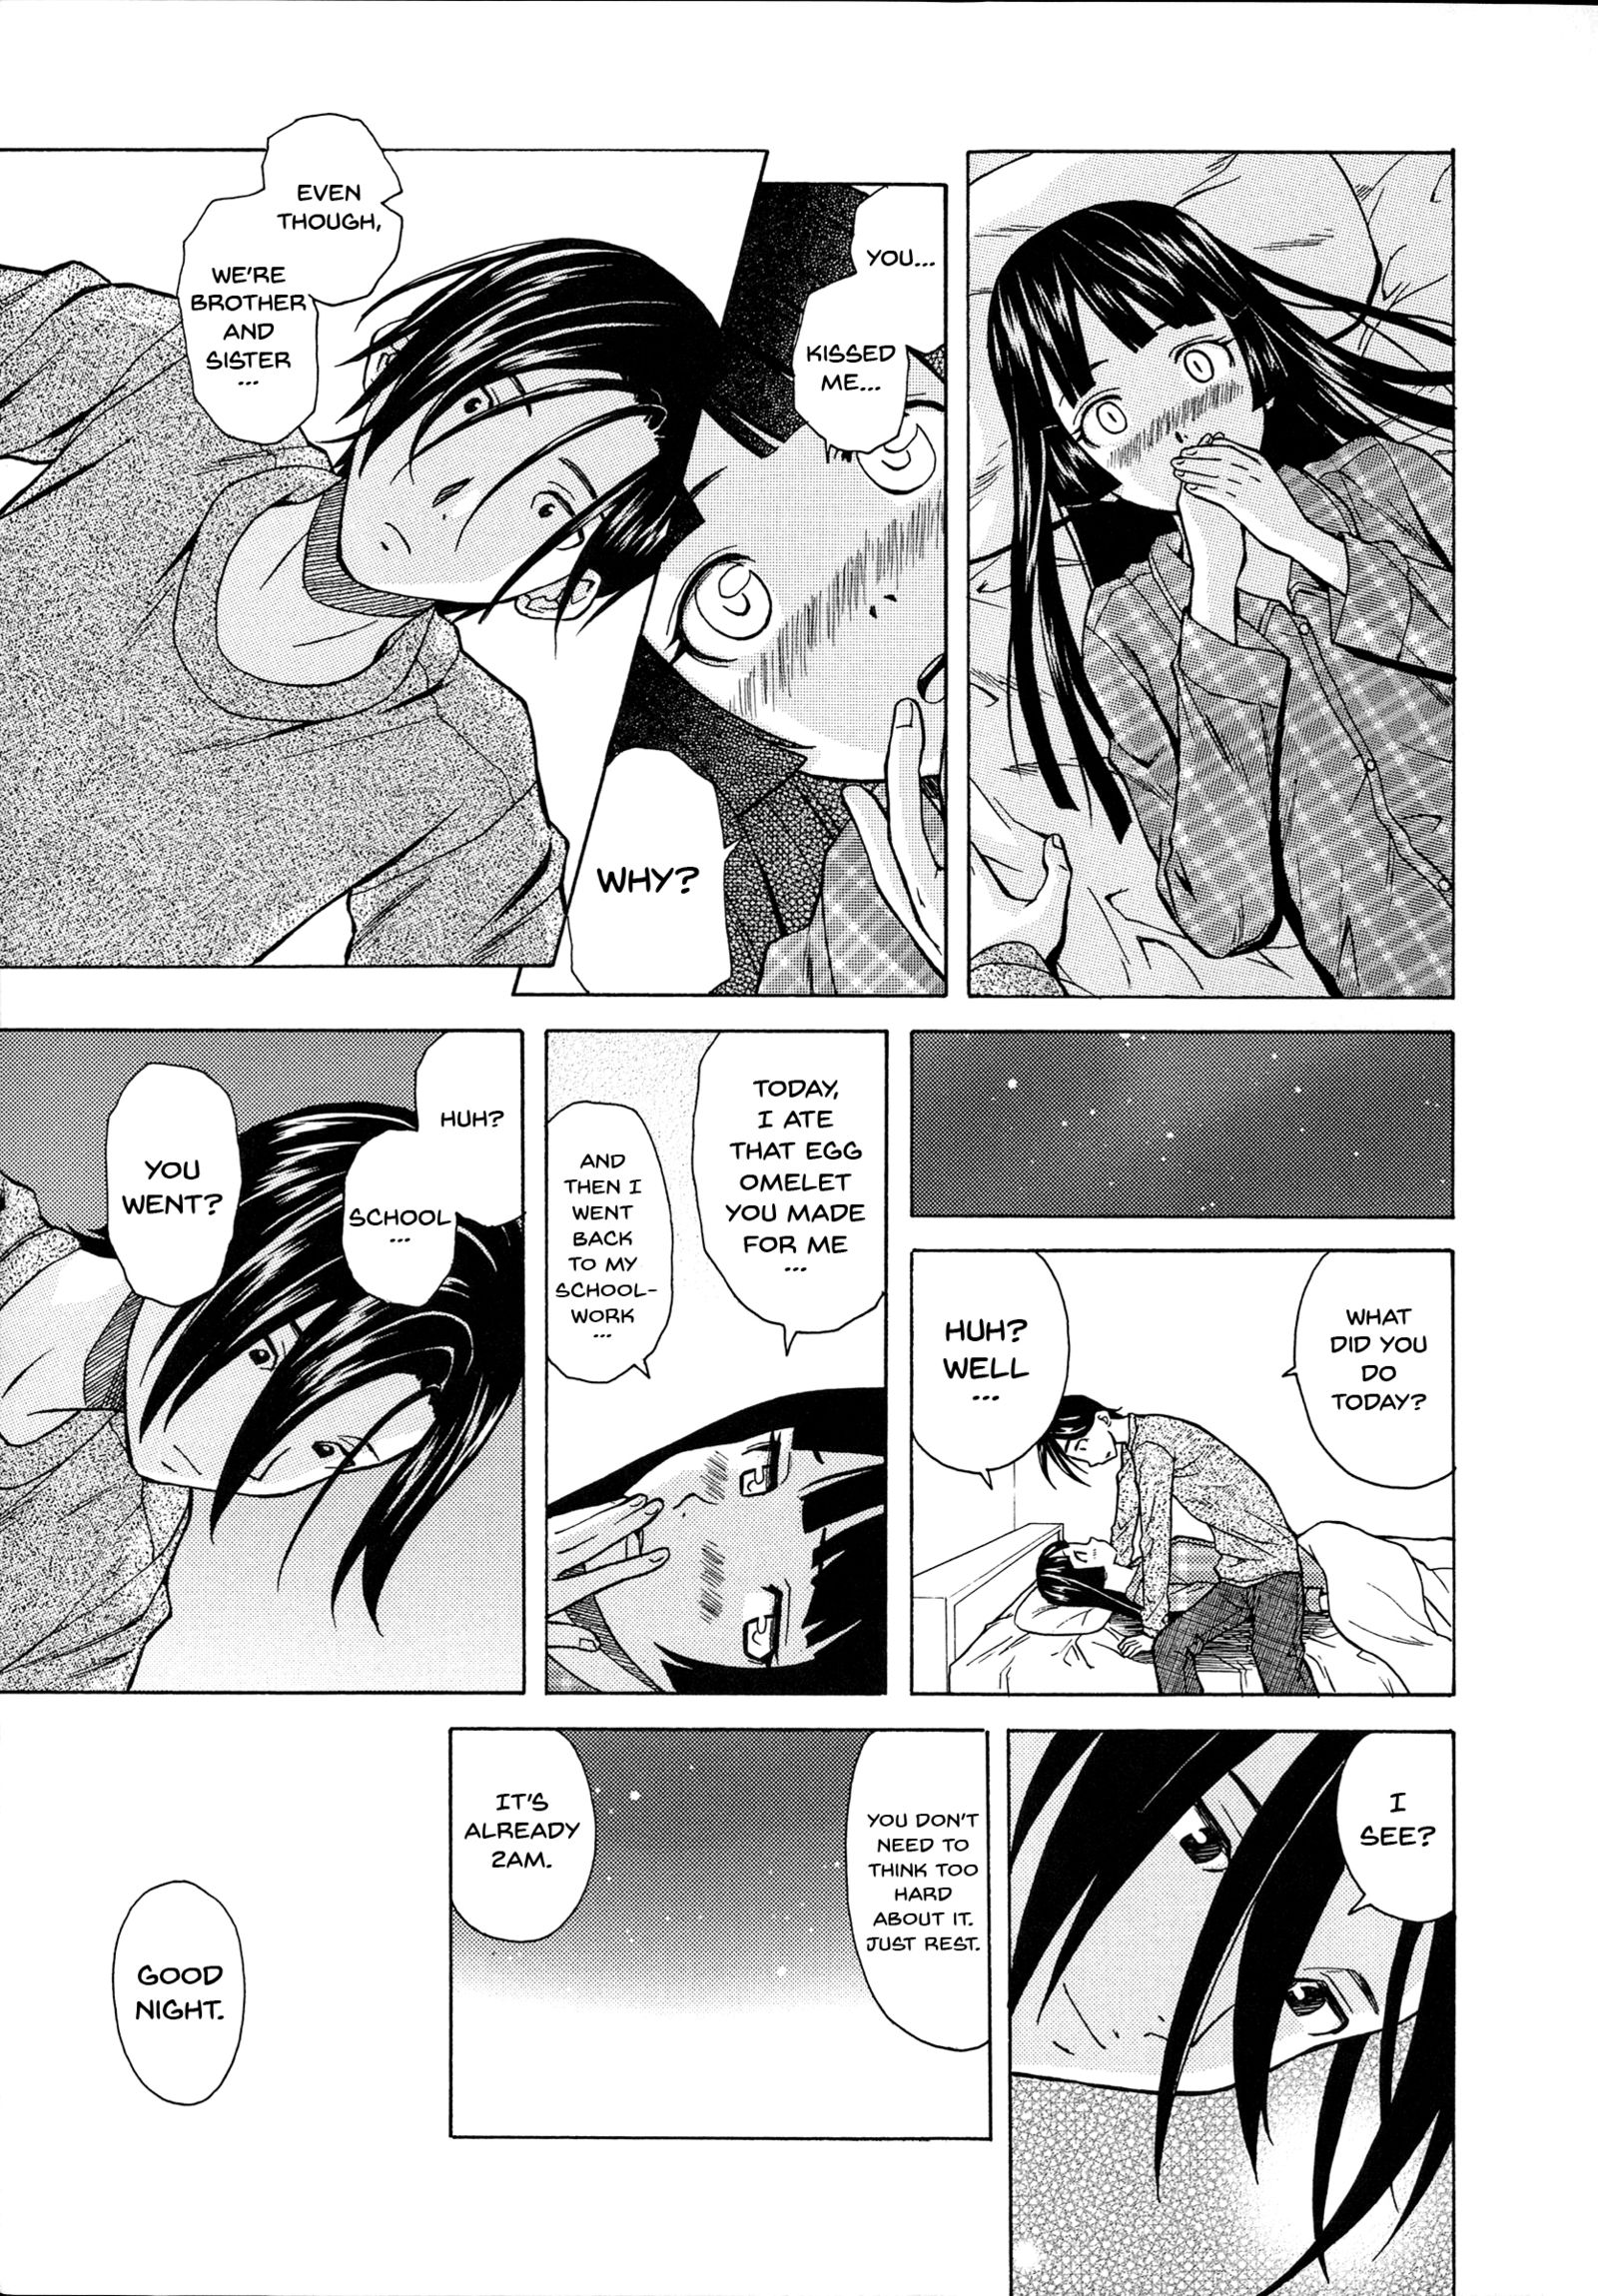 YOU...
KISSED
ME...
WHY?
EVEN
THOUGH,
WE'RE
BROTHER
AND
SISTER
...
WHAT
DID YOU
DO
TODAY?
HUH?
WELL
...
TODAY,
I ATE
THAT EGG
OMELET
YOU MADE
FOR ME
...
AND
THEN I
WENT
BACK
TO MY
SCHOOL-
WORK
...
HUH?
SCHOOL
...
YOU
WENT?
I
SEE?
YOU DON'T
NEED TO
THINK TOO
HARD
ABOUT IT.
JUST REST.
IT'S
ALREADY
2AM.
GOOD
NIGHT.